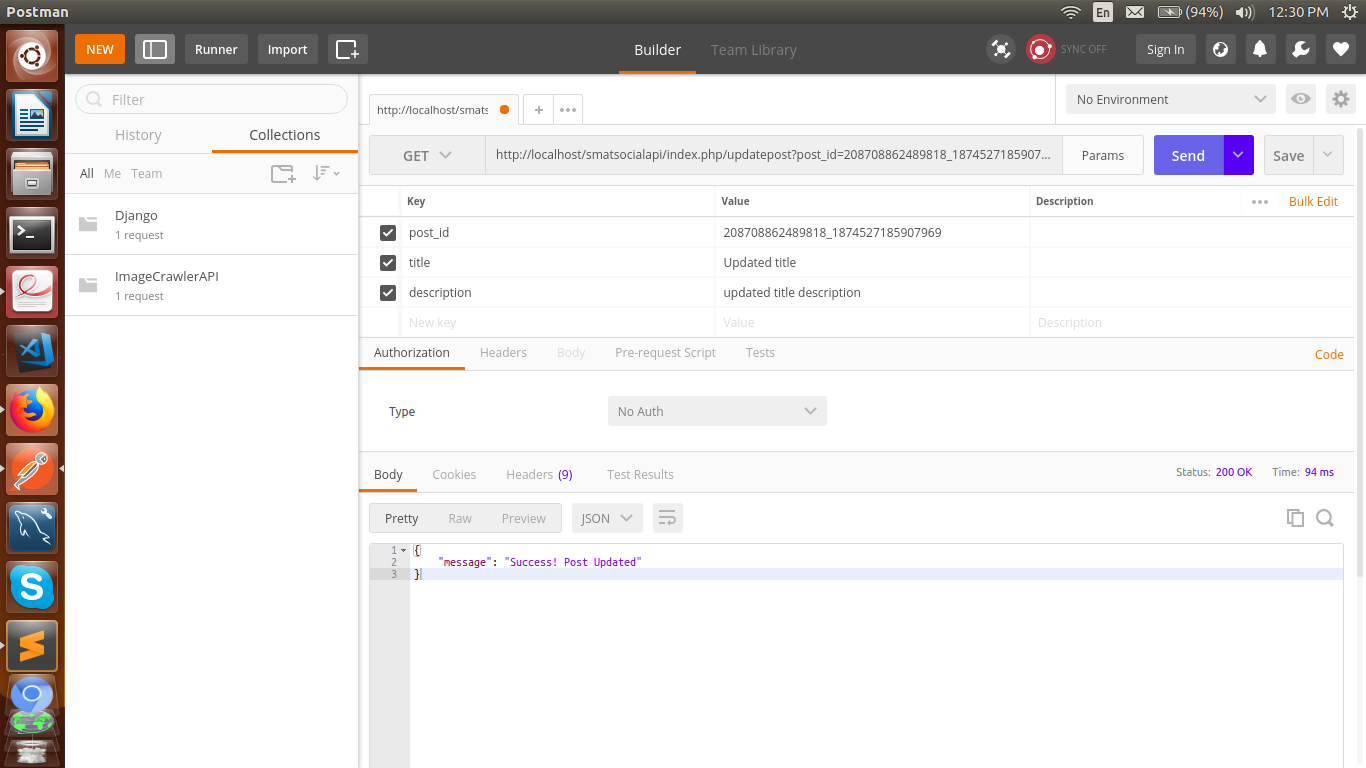 Postman
En
(94%)
12:30 PM
NEW
Runner
Import
Builder
Team Library
SYNC OFF
Sign In
Filter
History
Collections
All
Me
Team
Django
1 request
ImageCrawlerAPI
1 request
http://localhost/smats
+
•••
No Environment
GET
http://localhost/smatsocialapi/index.php/updatepost?post_id=208708862489818_1874527185907...
Params
Send
Save
Key
Value
Description
•••
Bulk Edit
post_id
208708862489818_1874527185907969
title
Updated title
description
updated title description
New key
Value
Description
Authorization
Headers
Body
Pre-request Script
Tests
Code
Type
No Auth
Body
Cookies
Headers (9)
Test Results
Status: 200 OK
Time: 94 ms
Pretty
Raw
Preview
JSON
1 {
2 "message": "Success! Post Updated"
3 }